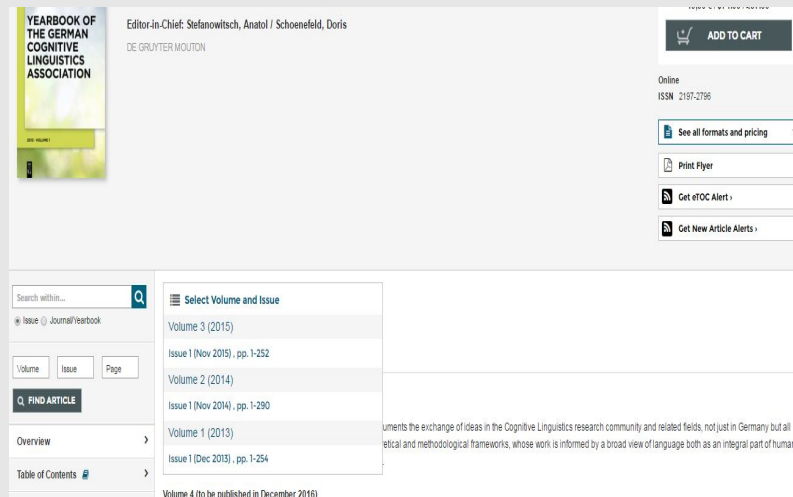 YEARBOOK OF
THE GERMAN
COGNITIVE
LINGUISTICS
ASSOCIATION
Editor-in-Chief: Stefanowitsch, Anatol / Schoenefeld, Doris
DE GRUYTER MOUTON
ADD TO CART
Online
ISSN 2197-2796
See all formats and pricing
Print Flyer
Get eTOC Alert ›
Get New Article Alerts ›
Search within...
Issue Journal/Yearbook
Volume Issue Page
FIND ARTICLE
Overview
Table of Contents
Select Volume and Issue
Volume 3 (2015)
Issue 1 (Nov 2015) , pp. 1-252
Volume 2 (2014)
Issue 1 (Nov 2014) , pp. 1-290
Volume 1 (2013)
Issue 1 (Dec 2013) , pp. 1-254
uments the exchange of ideas in the Cognitive Linguistics research community and related fields, not just in Germany but all
retical and methodological frameworks, whose work is informed by a broad view of language both as an integral part of human
Volume 4 (to be published in December 2016)